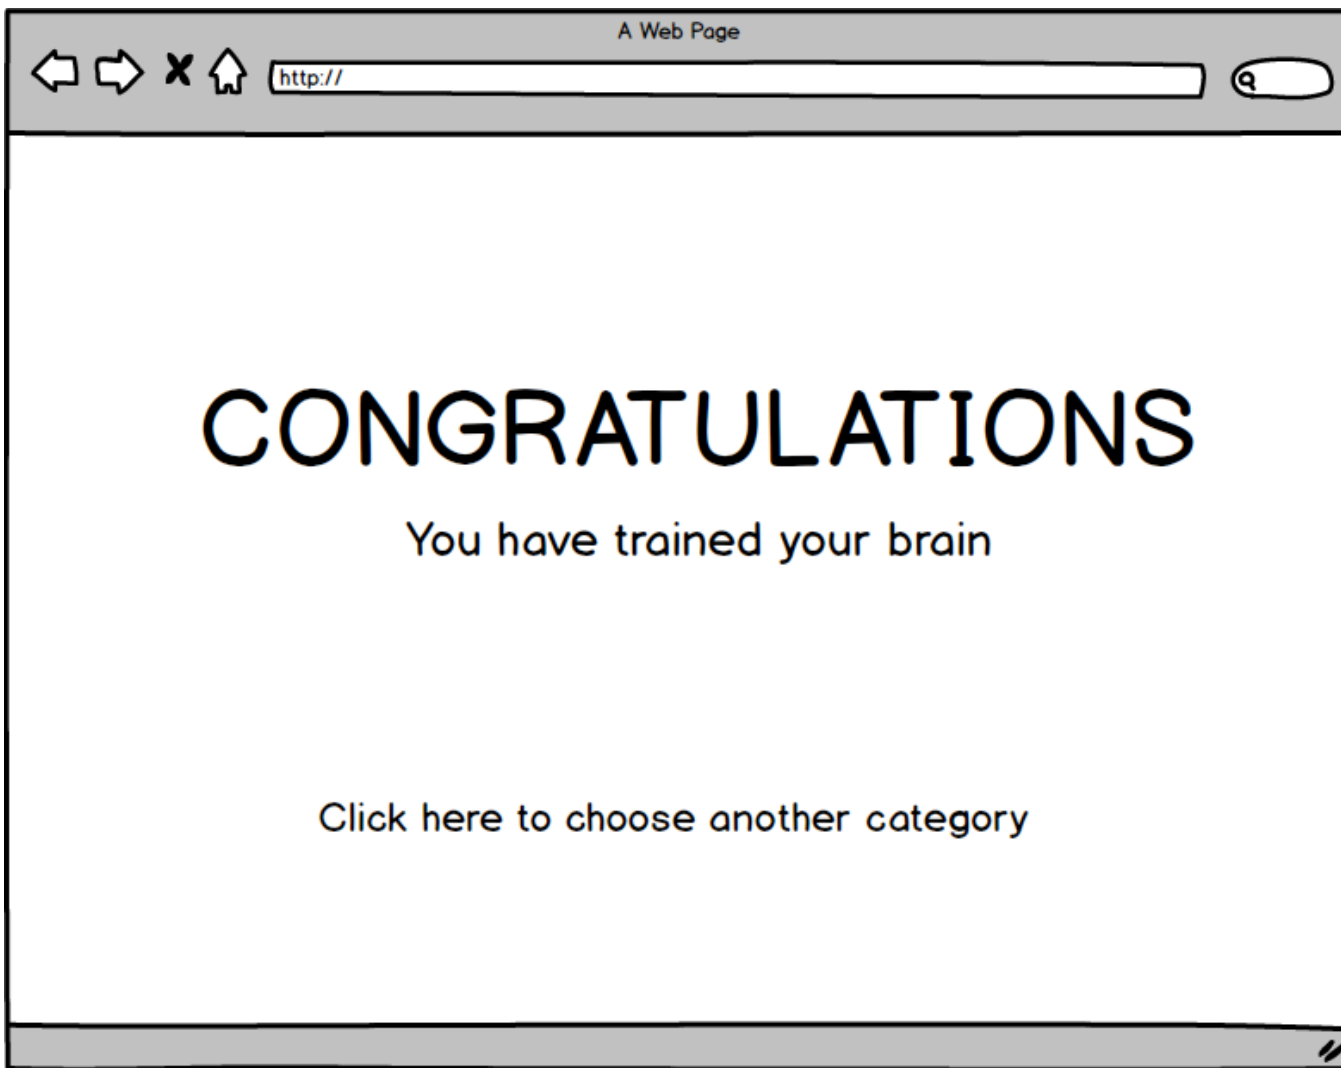 A Web Page
http://
CONGRATULATIONS
You have trained your brain
Click here to choose another category